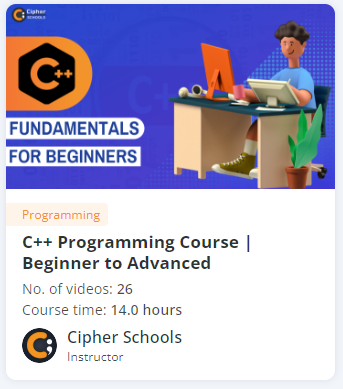 Cipher
SCHOOLS
C++
FUNDAMENTALS
FOR BEGINNERS
Programming
C++ Programming Course |
Beginner to Advanced
No. of videos: 26
Course time: 14.0 hours
Cipher Schools
Instructor